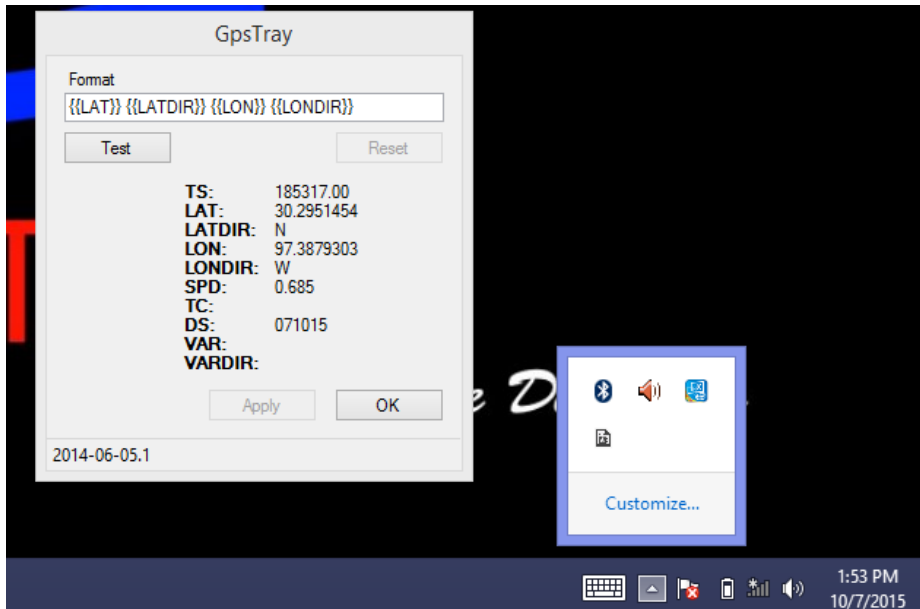 GpsTray
Format
{{LAT}} {{LATDIR}} {{LON}} {{LONDIR}}
Test Reset
TS: 185317.00
LAT: 30.2951454
LATDIR: N
LON: 97.3879303
LONDIR: W
SPD: 0.685
TC:
DS: 071015
VAR:
VARDIR:
Apply OK
2014-06-05.1
Customize...
1:53 PM
10/7/2015